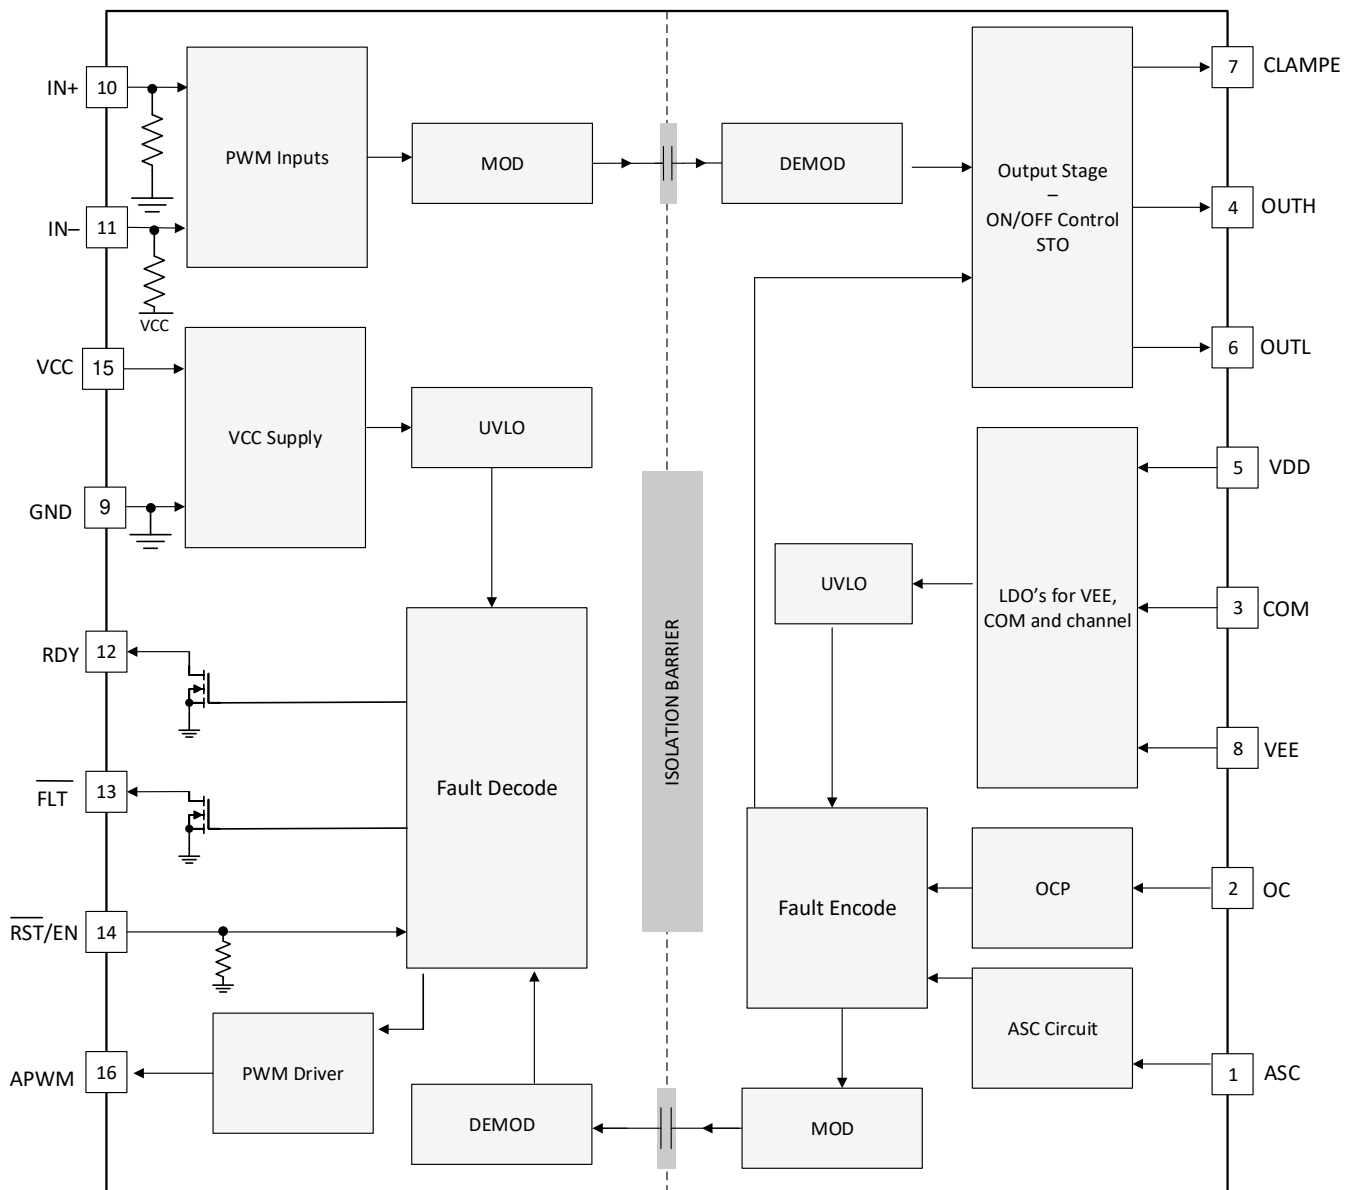 IN+
10
IN–
11
VCC
PWM Inputs
MOD
DEMOD
Output Stage
–
ON/OFF Control
STO
7
CLAMPE
4
OUTH
6
OUTL
VCC
15
GND
9
VCC Supply
UVLO
ISOLATION BARRIER
UVLO
LDO's for VEE,
COM and channel
5
VDD
3
COM
8
VEE
RDY
12
FLT
13
RST/EN
14
Fault Decode
Fault Encode
OCP
2
OC
ASC Circuit
1
ASC
APWM
16
PWM Driver
DEMOD
MOD